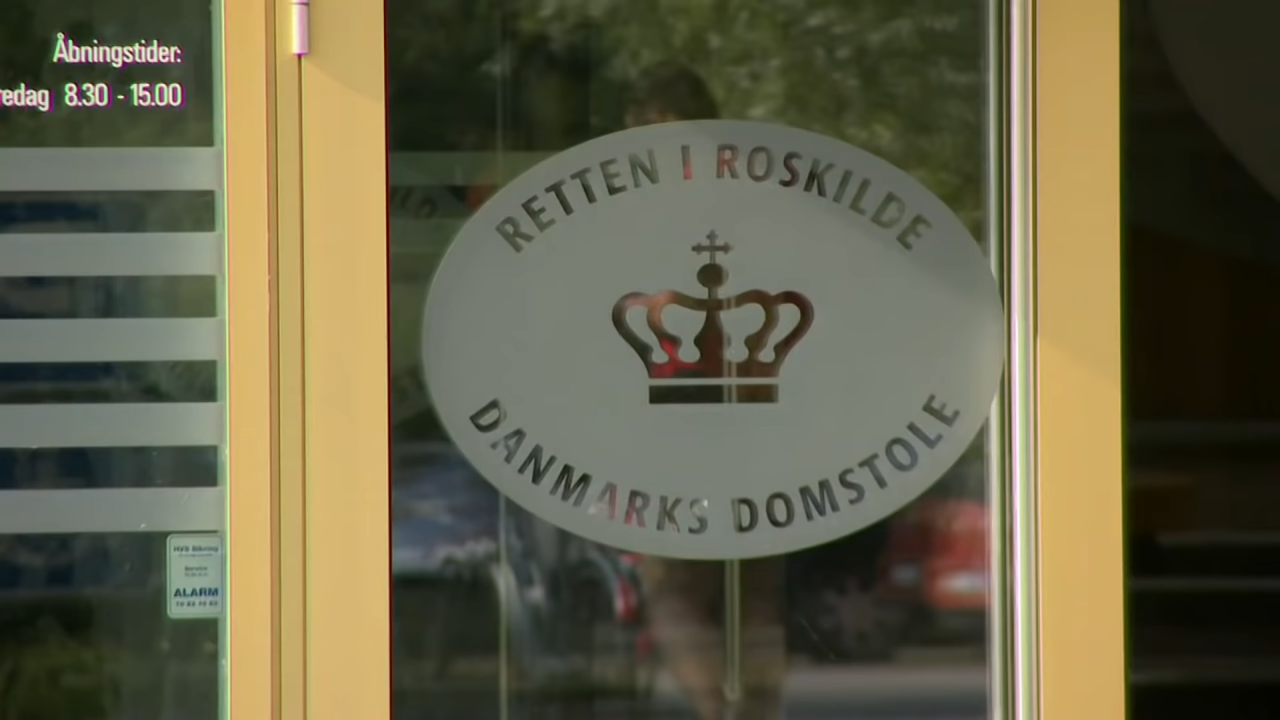 Åbningstider:
redag 8.30 - 15.00
RETTEN I ROSKILDE
DANMARKS DOMSTOLE
ALARM